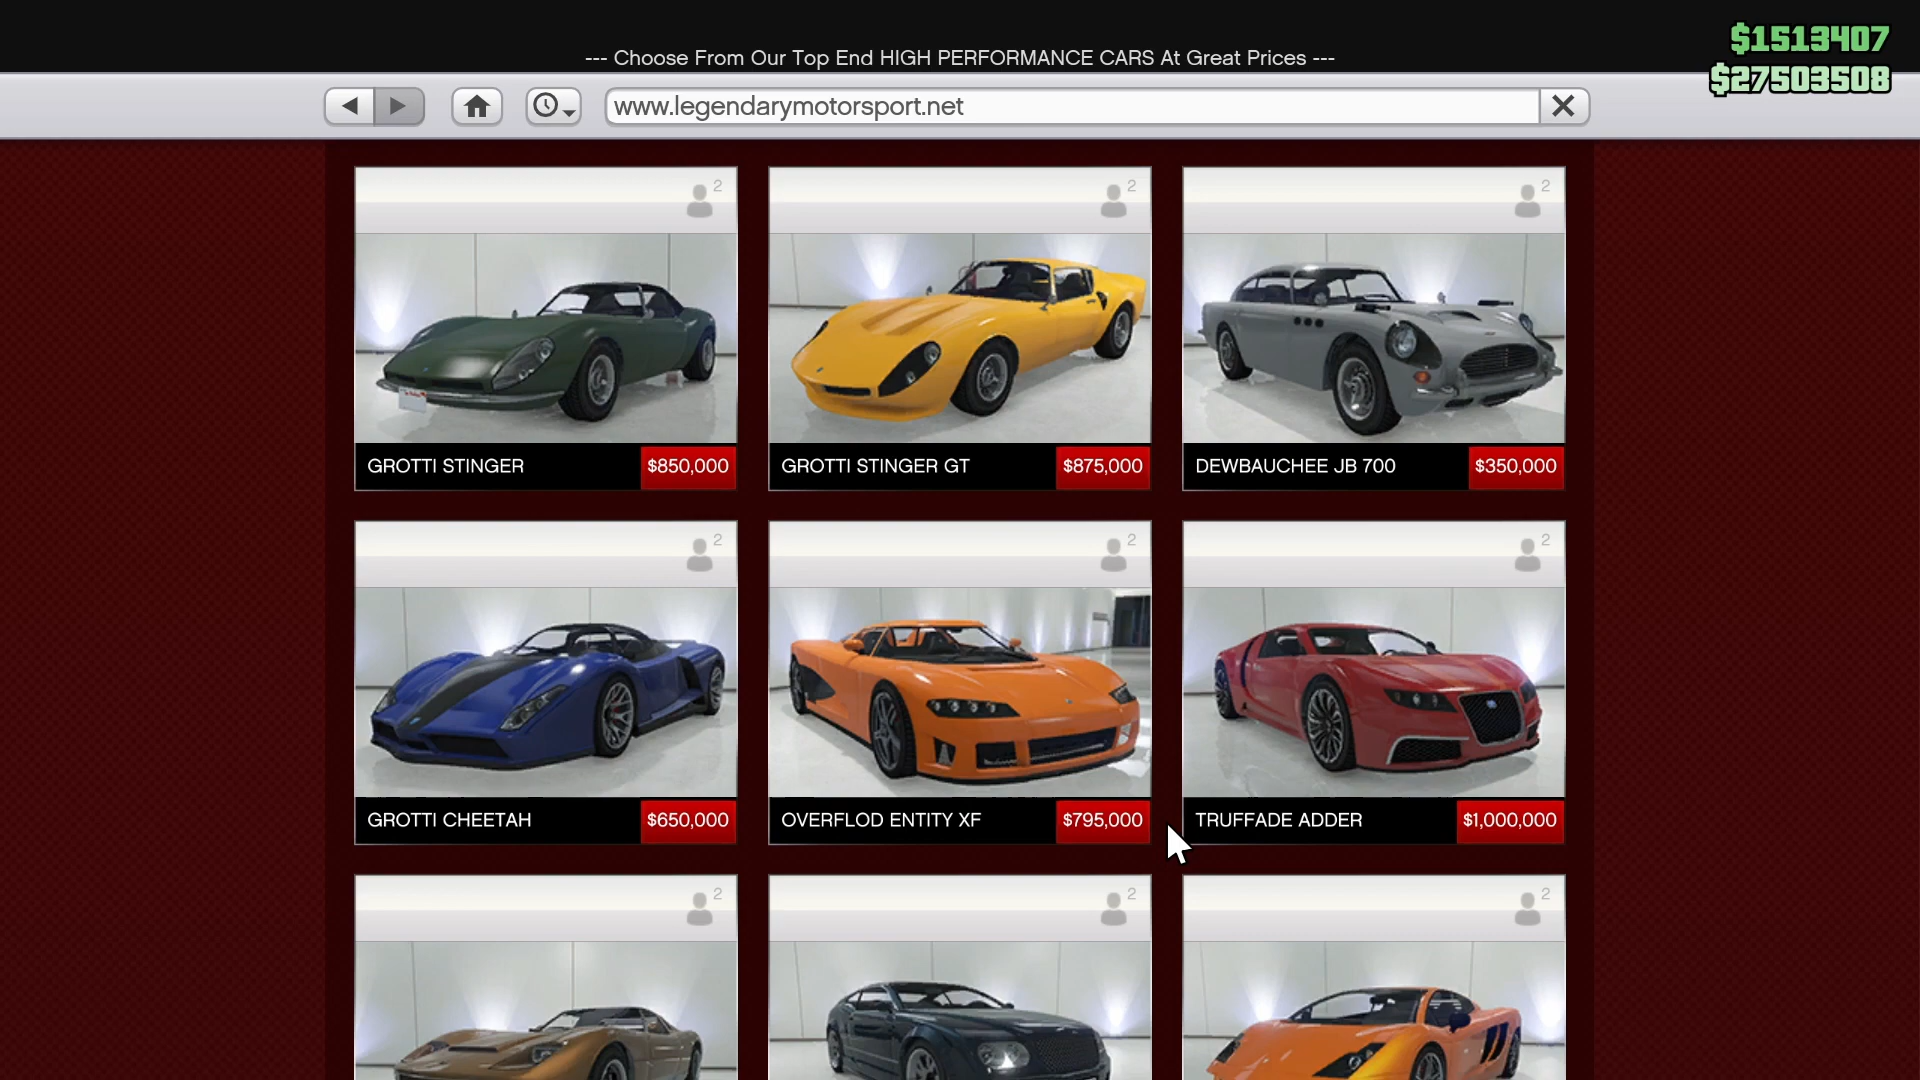 $1513407
--- Choose From Our Top End HIGH PERFORMANCE CARS At Great Prices ---
$27503508
www.legendarymotorsport.net
2
2
2
GROTTI STINGER
$850,000
GROTTI STINGER GT
$875,000
DEWBAUCHEE JB 700
$350,000
2
2
2
GROTTI CHEETAH
$650,000
OVERFLOD ENTITY XF
$795,000
TRUFFADE ADDER
$1,000,000
2
2
2